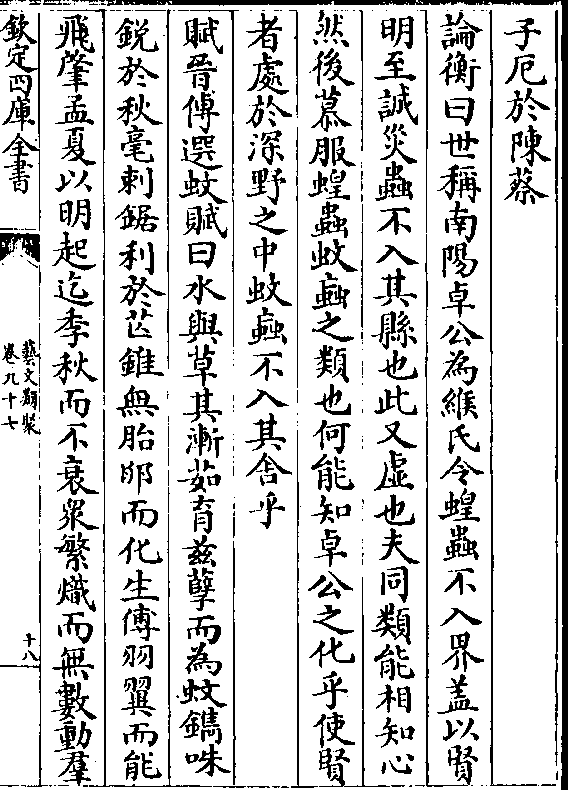 子厄於陳蔡
論衡曰世稱南陽卓公為緱氏令蝗蟲不入界蓋以賢
明至誠災蟲不入其縣也此又虛也夫同類能相知心
然後慕服蝗蟲蚊䖟之類也何能知卓公之化乎使賢
者處於深野之中蚊䖟不入其舍乎
賦晉傅選蚊賦曰水與草其漸茹育茲孽而為蚊鐫咮
銳於秋毫刺鋸利於芒錐無胎卵而化生傅羽翼而能
飛肇孟夏以明起迄季秋而不衰衆繁熾而無數動羣
欽定四庫全書
藝文類聚
卷九十七
十八